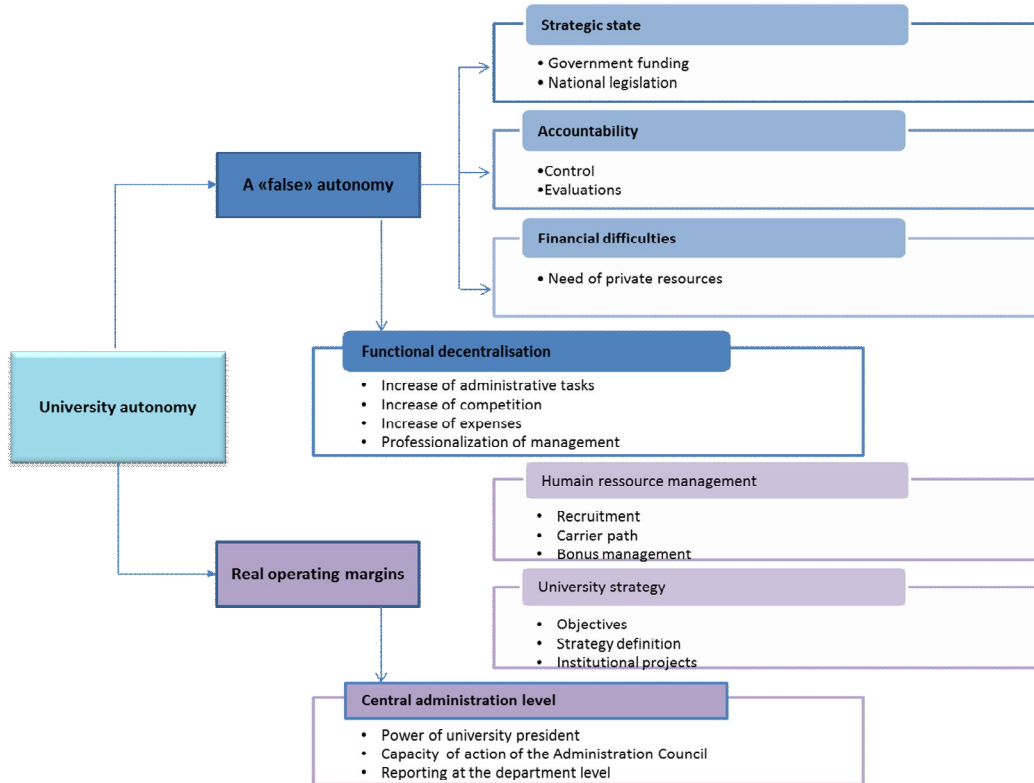 Strategic state
• Government funding
• National legislation
Accountability
•Control
•Evaluations
A «false» autonomy
Financial difficulties
• Need of private resources
Functional decentralisation
• Increase of administrative tasks
• Increase of competition
• Increase of expenses
• Professionalization of management
University autonomy
Human ressource management
• Recruitment
• Carrier path
• Bonus management
Real operating margins
University strategy
• Objectives
• Strategy definition
• Institutional projects
Central administration level
• Power of university president
• Capacity of action of the Administration Council
• Reporting at the department level